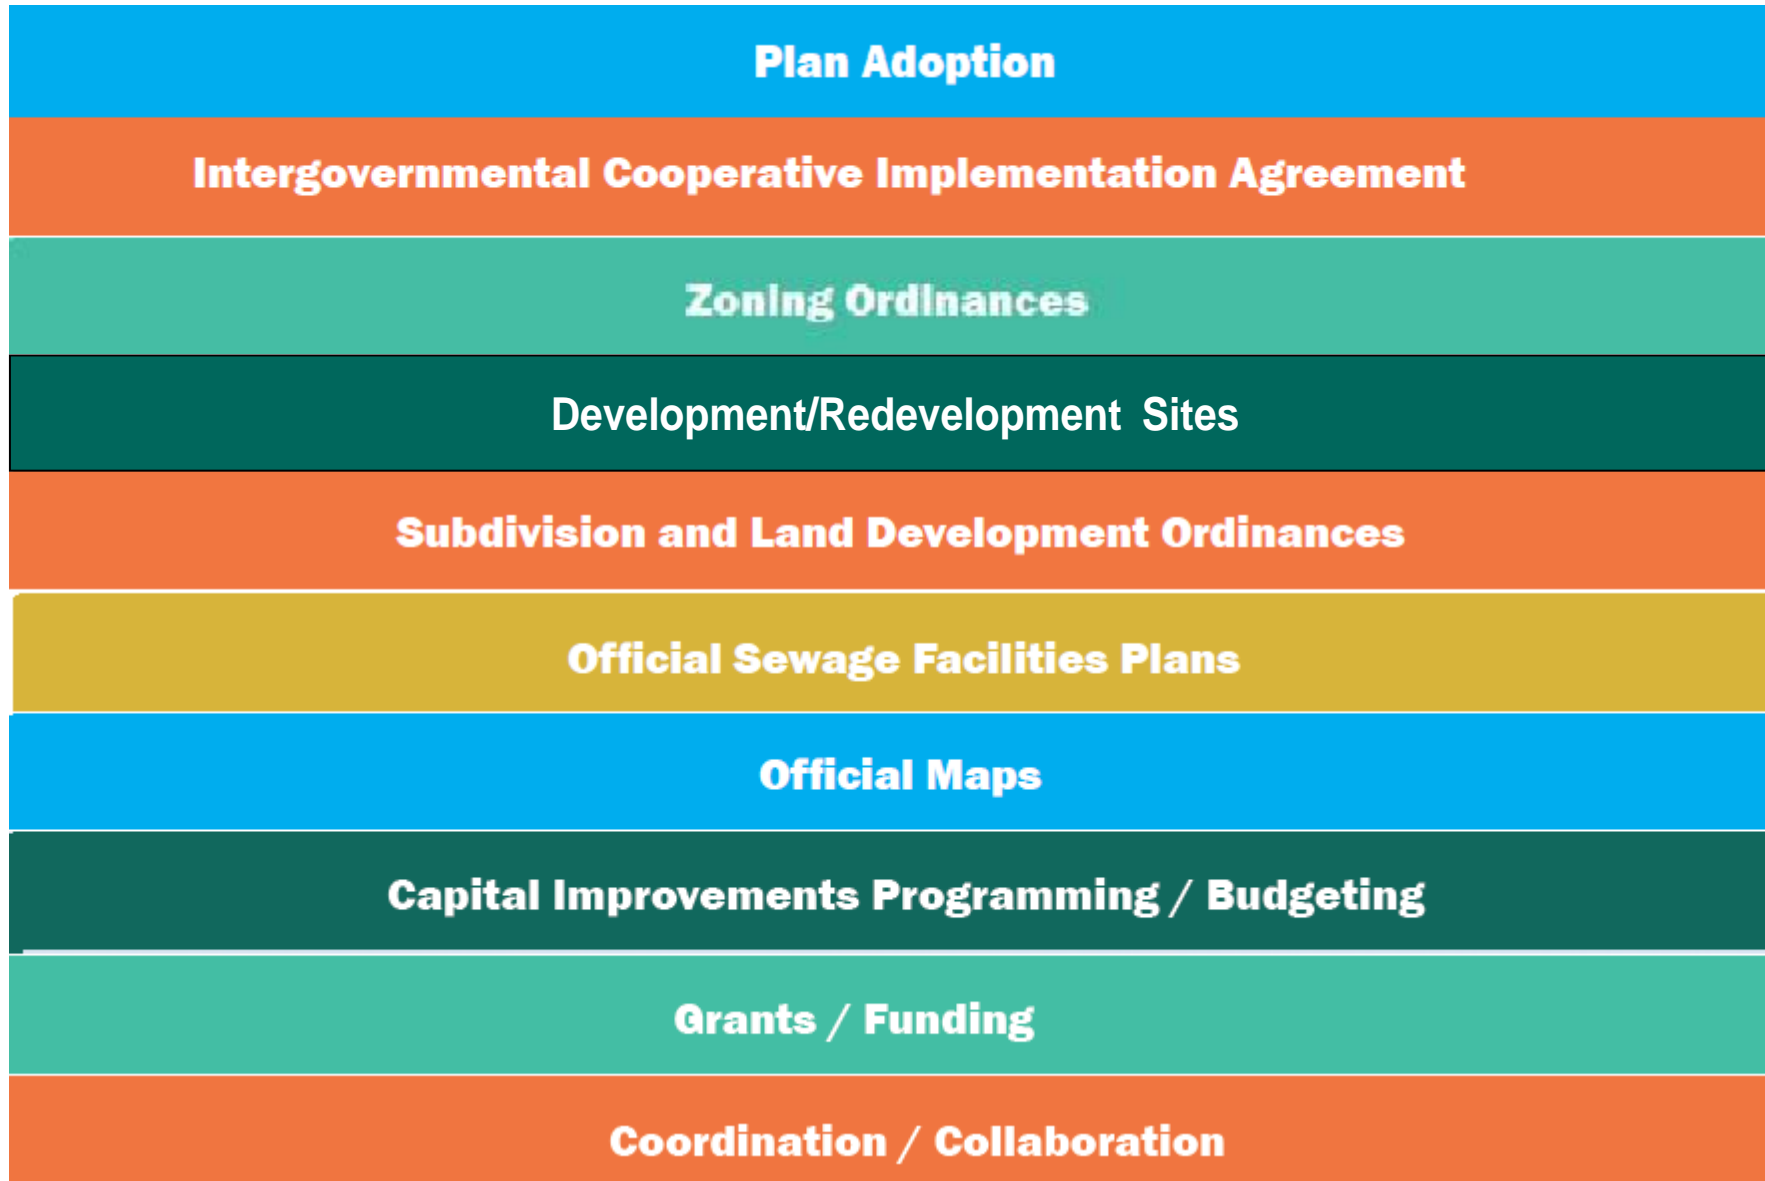 Plan Adoption
Intergovernmental Cooperative Implementation Agreement
Zoning Ordinances
Development/Redevelopment Sites
Subdivision and Land Development Ordinances
Official Sewage Facilities Plans
Official Maps
Capital Improvements Programming / Budgeting
Grants / Funding
Coordination / Collaboration